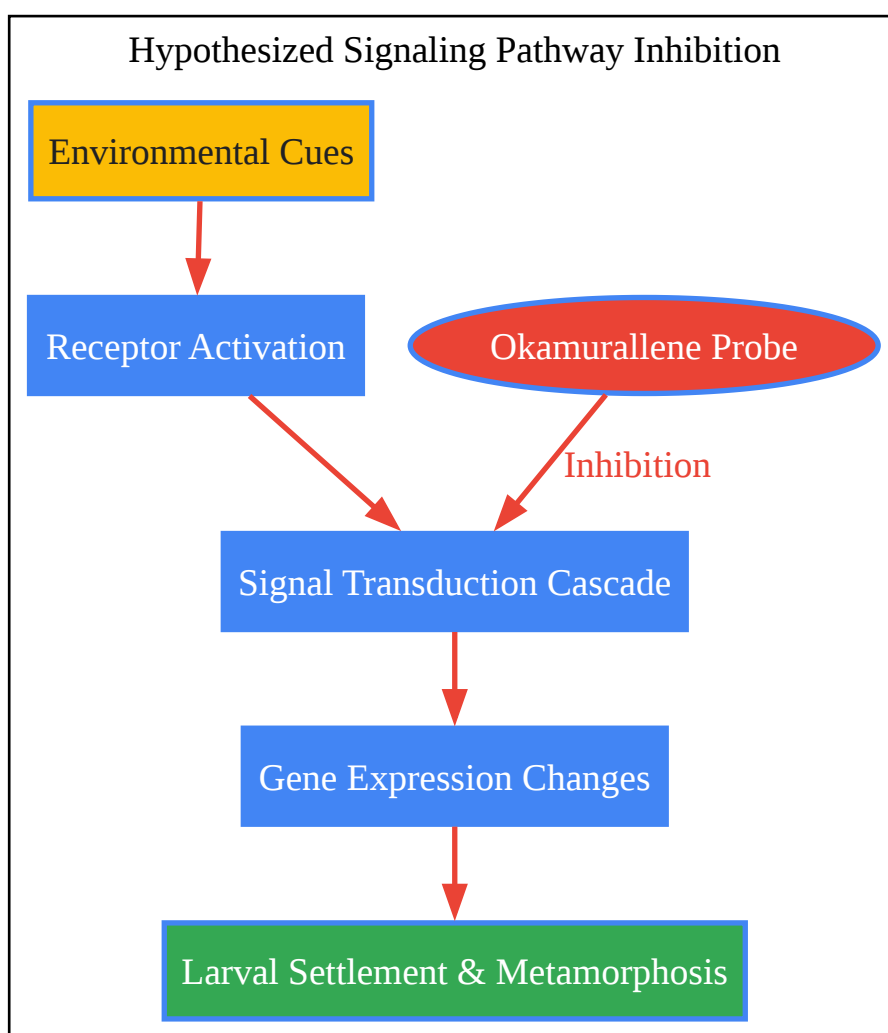 Hypothesized Signaling Pathway Inhibition
Environmental Cues
Receptor Activation
Okamurallene Probe
Inhibition
Signal Transduction Cascade
Gene Expression Changes
Larval Settlement & Metamorphosis